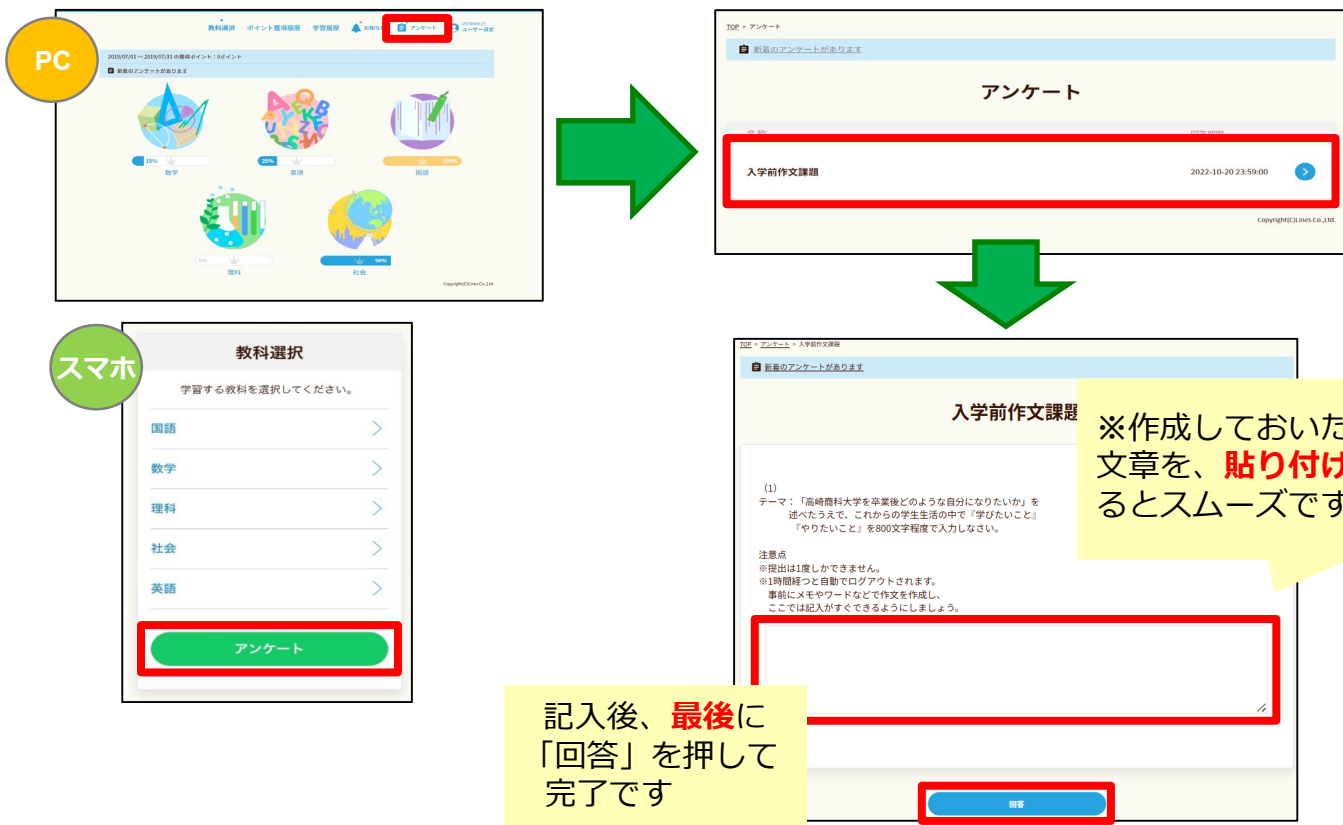 PC
教科選択 ポイント獲得履歴 学習履歴 アンケート ユーザー設定
2019/07/01～2019/07/31 の獲得ポイント：0ポイント
新着のアンケートがあります
25% 数学
25% 英語
100% 国語
0% 理科
90% 社会
Copyright(C)Lines Co.,Ltd.
TOP > アンケート
新着のアンケートがあります
アンケート
名称 回答期限
入学前作文課題 2022-10-20 23:59:00
Copyright(C)Lines Co.,Ltd.
スマホ
教科選択
学習する教科を選択してください。
国語
数学
理科
社会
英語
アンケート
TOP > アンケート > 入学前作文課題
新着のアンケートがあります
入学前作文課題
（1）
テーマ：「高崎商科大学を卒業後どのような自分になりたいか」を
述べたうえで、これからの学生生活の中で『学びたいこと』
『やりたいこと』を800文字程度で入力しなさい。
注意点
※提出は1度しかできません。
※1時間経つと自動でログアウトされます。
事前にメモやワードなどで作文を作成し、
ここでは記入がすぐできるようにしましょう。
※作成しておいた
文章を、貼り付け
るとスムーズです
記入後、最後に
「回答」を押して
完了です
回答